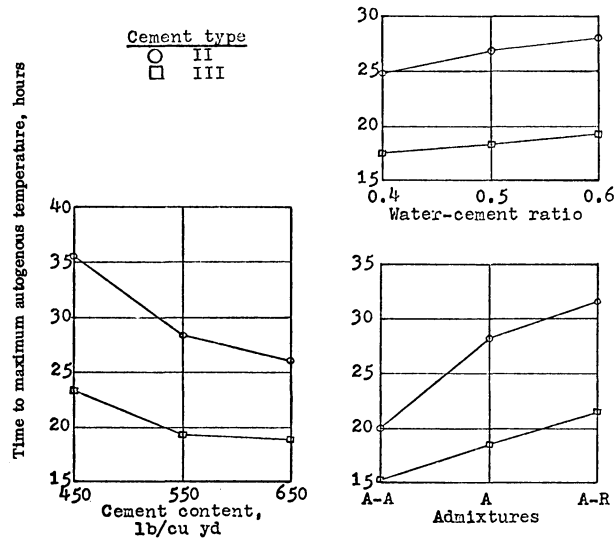 Cement type
II
III
Time to maximum autogenous temperature, hours
30
25
20
15
0.4 0.5 0.6
Water-cement ratio
40
35
30
25
20
15
450 550 650
Cement content,
lb/cu yd
35
30
25
20
15
A-A A A-R
Admixtures